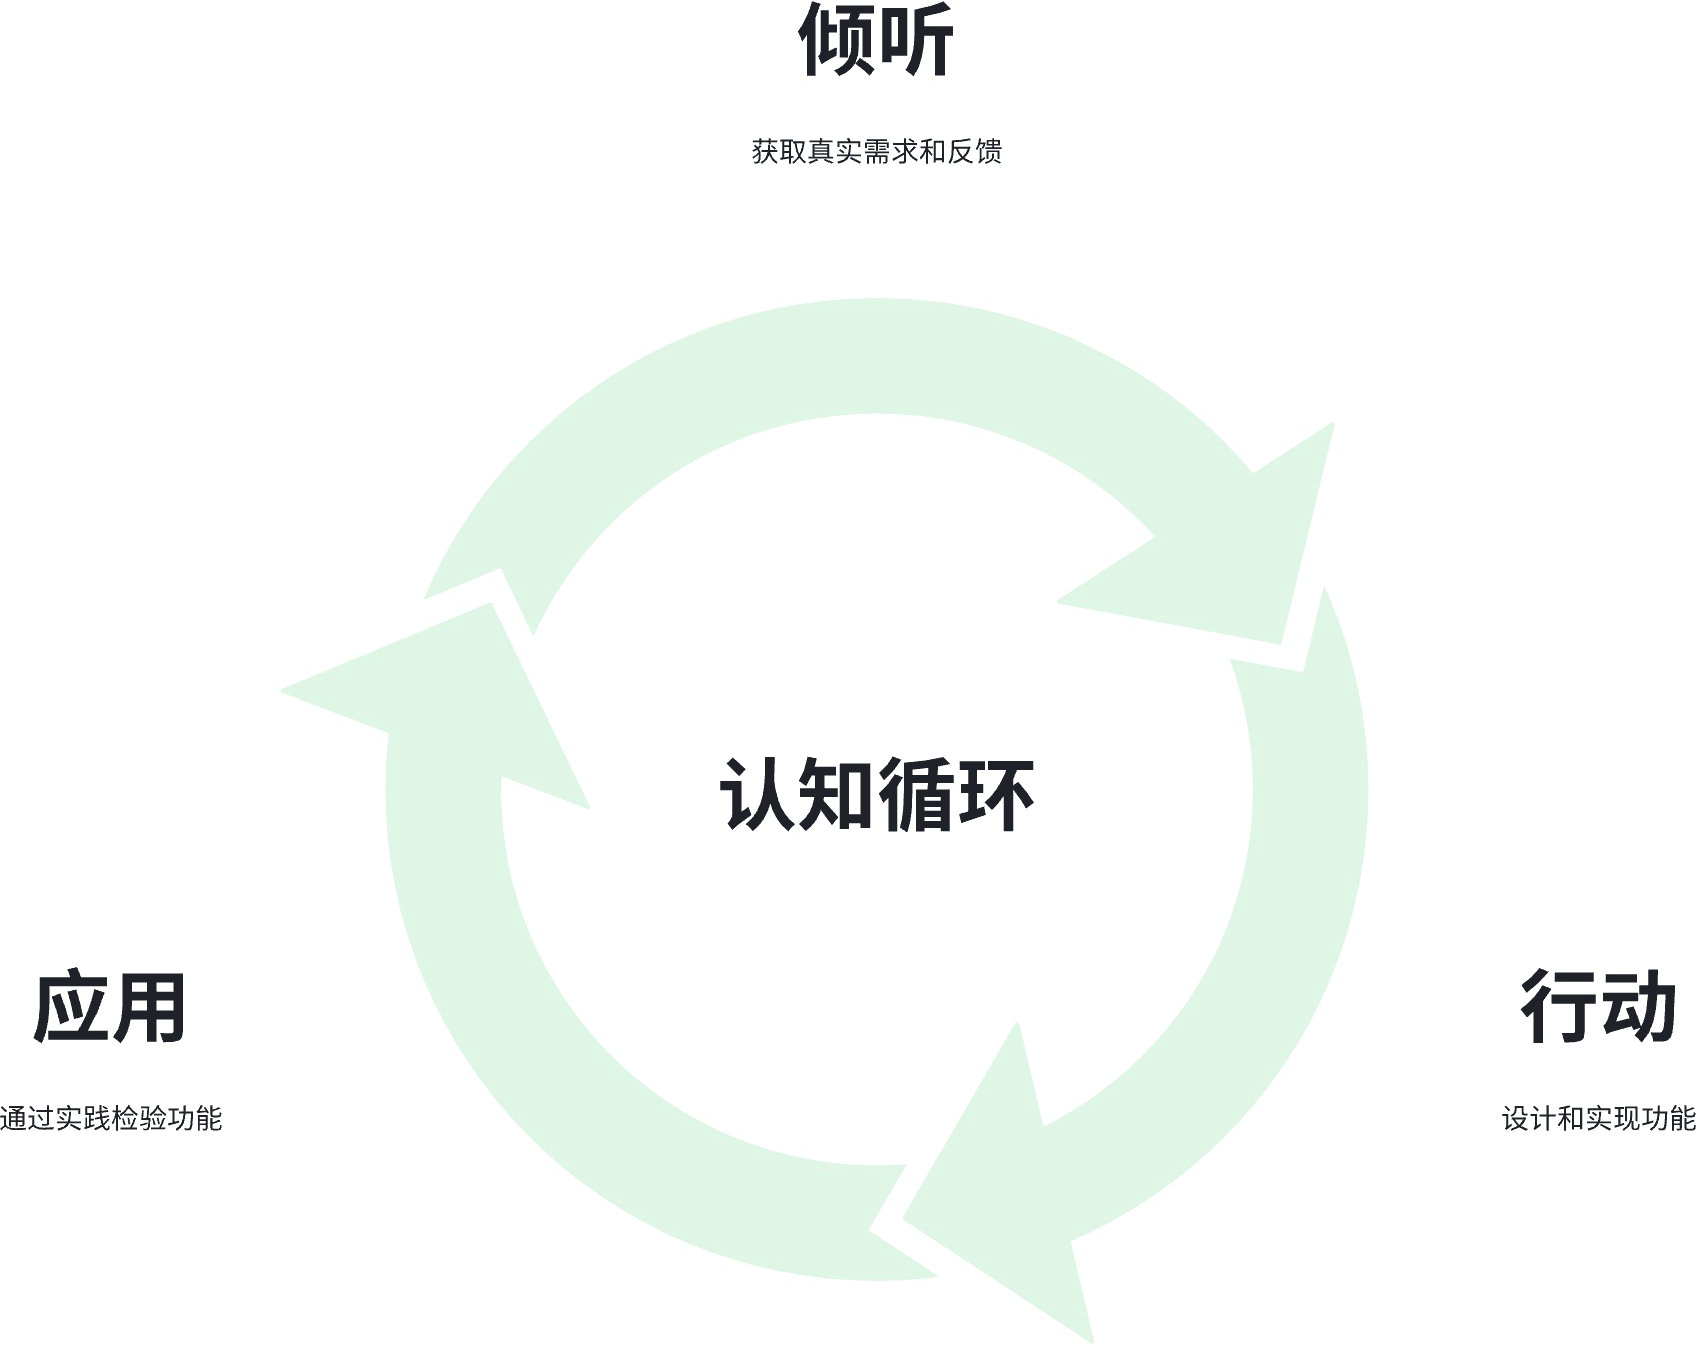 倾听
获取真实需求和反馈
认知循环
应用
通过实践检验功能
行动
设计和实现功能